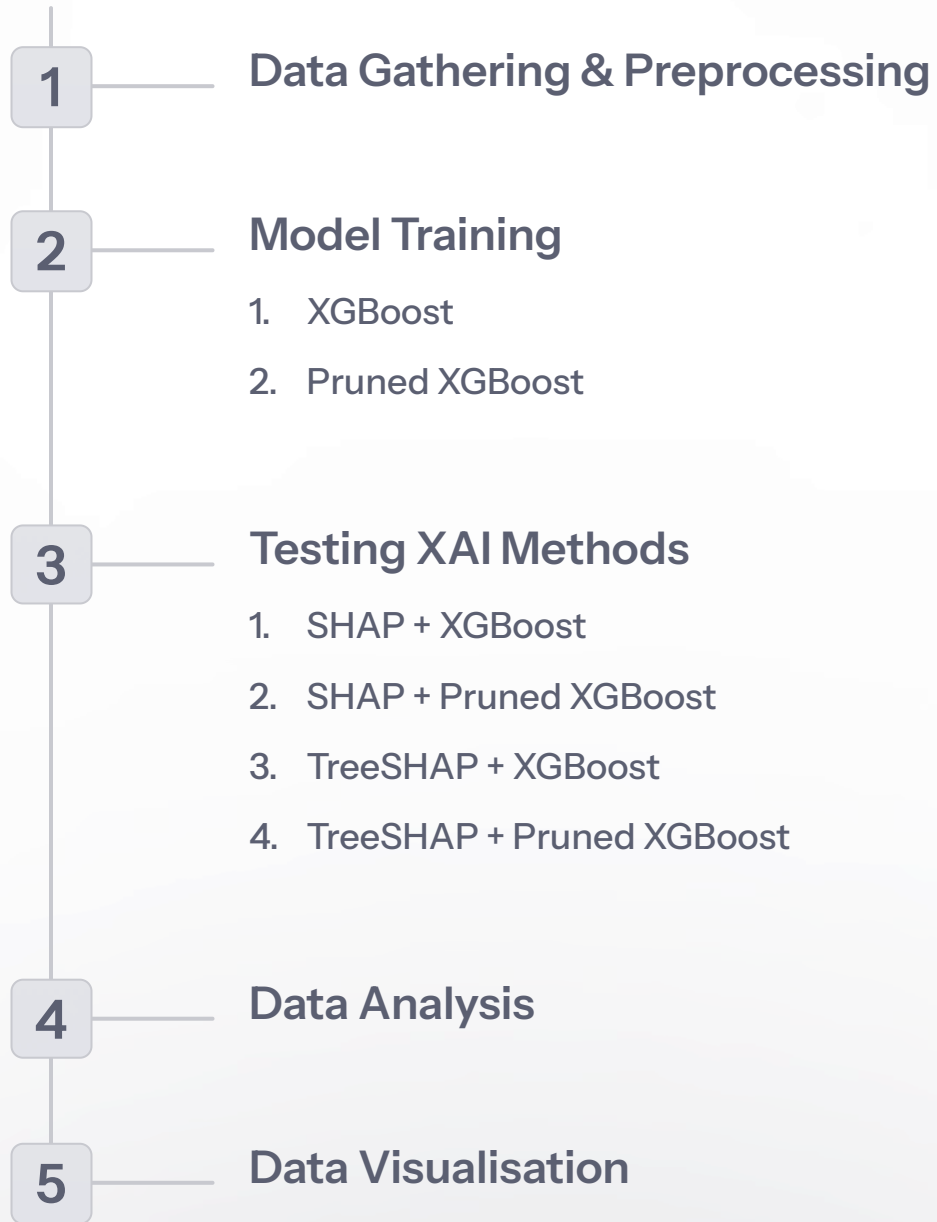 1
Data Gathering & Preprocessing
2
Model Training
1. XGBoost
2. Pruned XGBoost
3
Testing XAI Methods
1. SHAP + XGBoost
2. SHAP + Pruned XGBoost
3. TreeSHAP + XGBoost
4. TreeSHAP + Pruned XGBoost
4
Data Analysis
5
Data Visualisation